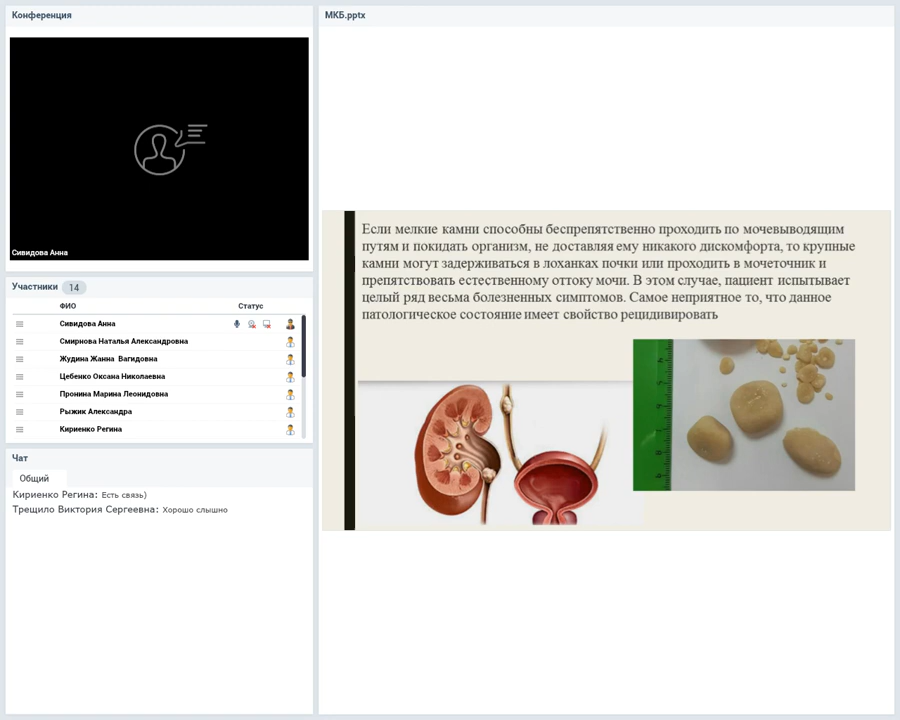 Конференция
Сивидова Анна
Участники 14
ФИО Статус
Сивидова Анна
Смирнова Наталья Александровна
Жудина Жанна Вагидовна
Цебенко Оксана Николаевна
Пронина Марина Леонидовна
Рыжик Александра
Кириенко Регина
Чат
Общий
Кириенко Регина: Есть связь)
Трещило Виктория Сергеевна: Хорошо слышно
МКБ.pptx
Если мелкие камни способны беспрепятственно проходить по мочевыводящим
путям и покидать организм, не доставляя ему никакого дискомфорта, то крупные
камни могут задерживаться в лоханках почки или проходить в мочеточник и
препятствовать естественному оттоку мочи. В этом случае, пациент испытывает
целый ряд весьма болезненных симптомов. Самое неприятное то, что данное
патологическое состояние имеет свойство рецидивировать